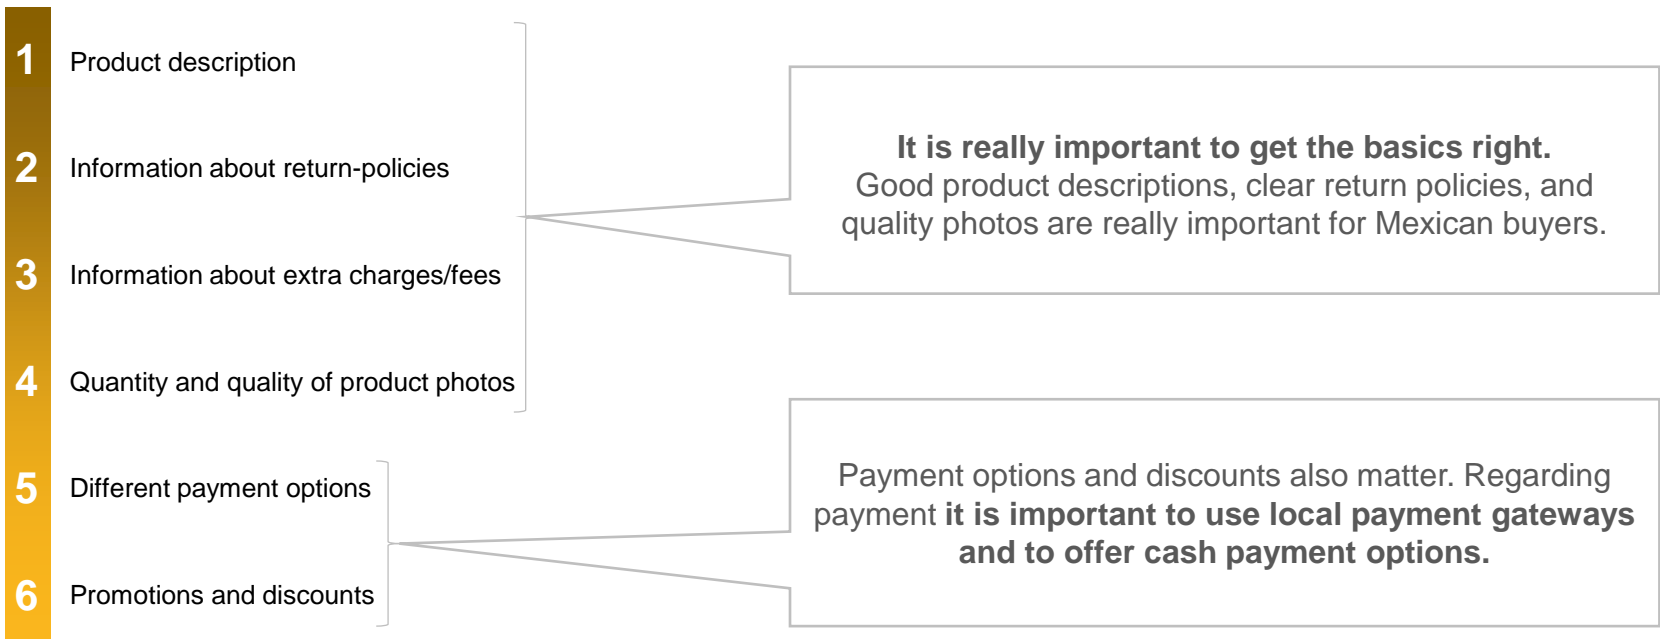 1 Product description
2 Information about return-policies
3 Information about extra charges/fees
4 Quantity and quality of product photos
5 Different payment options
6 Promotions and discounts
It is really important to get the basics right.
Good product descriptions, clear return policies, and
quality photos are really important for Mexican buyers.
Payment options and discounts also matter. Regarding
payment it is important to use local payment gateways
and to offer cash payment options.